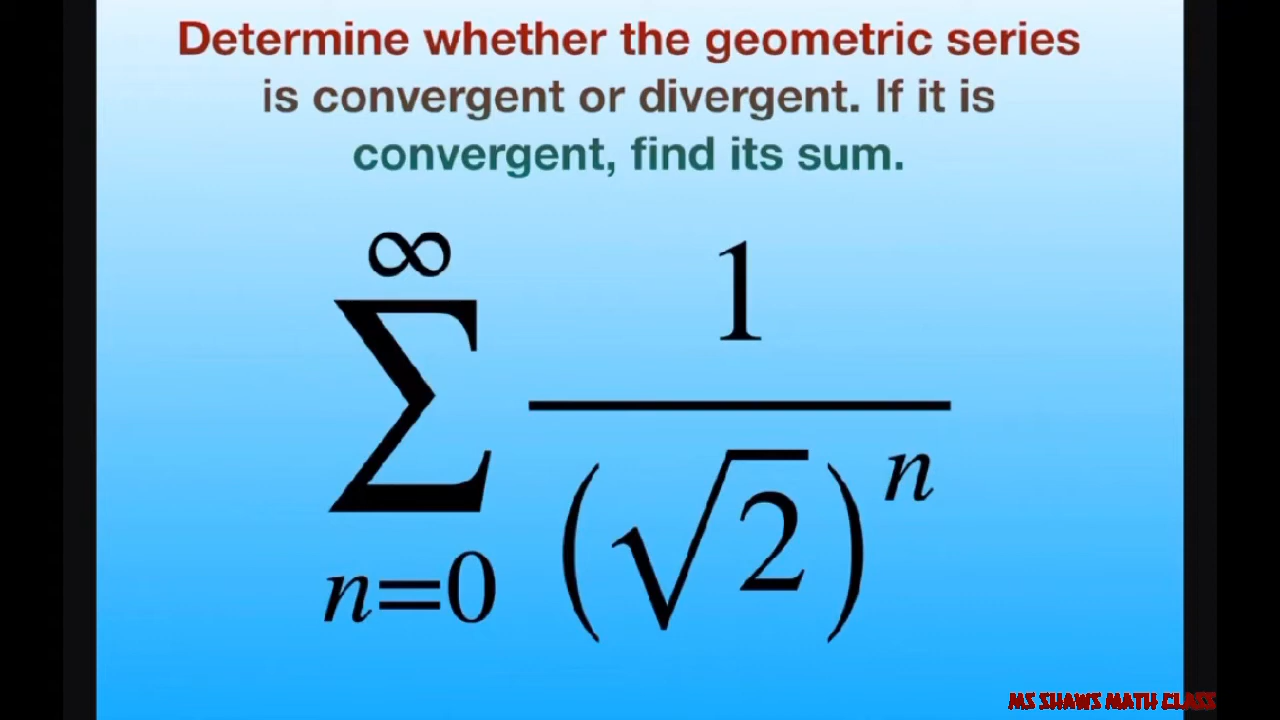 Determine whether the geometric series
is convergent or divergent. If it is
convergent, find its sum.
∞
∑ 1
n=0 (√2)ⁿ
MS SHAWS MATH CLASS